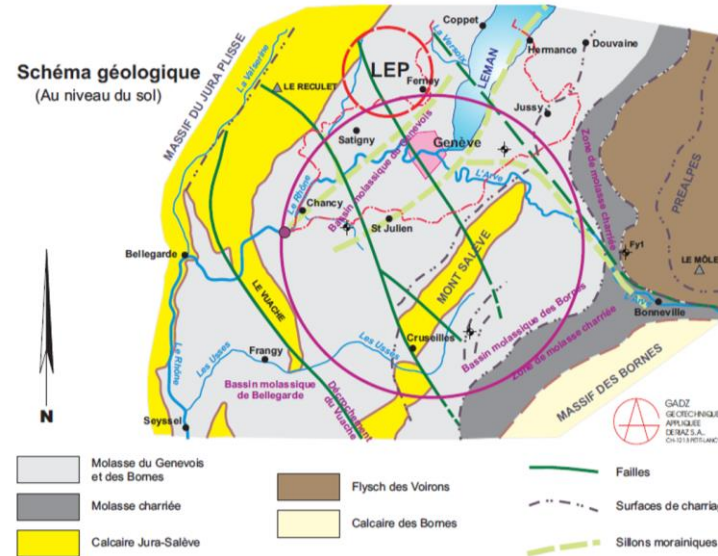 Schéma géologique
(Au niveau du sol)
MASSIF DU JURA PLISSE
La Valserine
LE RECULET
LEP
La Versoix
Coppet
LEMAN
Hermance
Douvaine
Ferney
Jussy
Satigny
Genève
Bassin molassique du Genevois
Zone de molasse charriée
PREALPES
Le Rhône
Chancy
L'Arve
St Julien
Fy1
LE MÔLE
Bellegarde
LE VUACHE
MONT SALÈVE
L'Arve
Bonneville
Cruseilles
Bassin molassique des Bornes
Zone de molasse charriée
Le Rhône
Les Usses
Frangy
Les Usses
MASSIF DES BORNES
Bassin molassique
de Bellegarde
Décrochement
du Vuache
Seyssel
N
GADZ
GEOTECHNIQUE
APPLIQUEE
DERIAZ S.A.
Molasse du Genevois
et des Bornes
Molasse charriée
Calcaire Jura-Salève
Flysch des Voirons
Calcaire des Bornes
Failles
Surfaces de charriag
Sillons morainiques